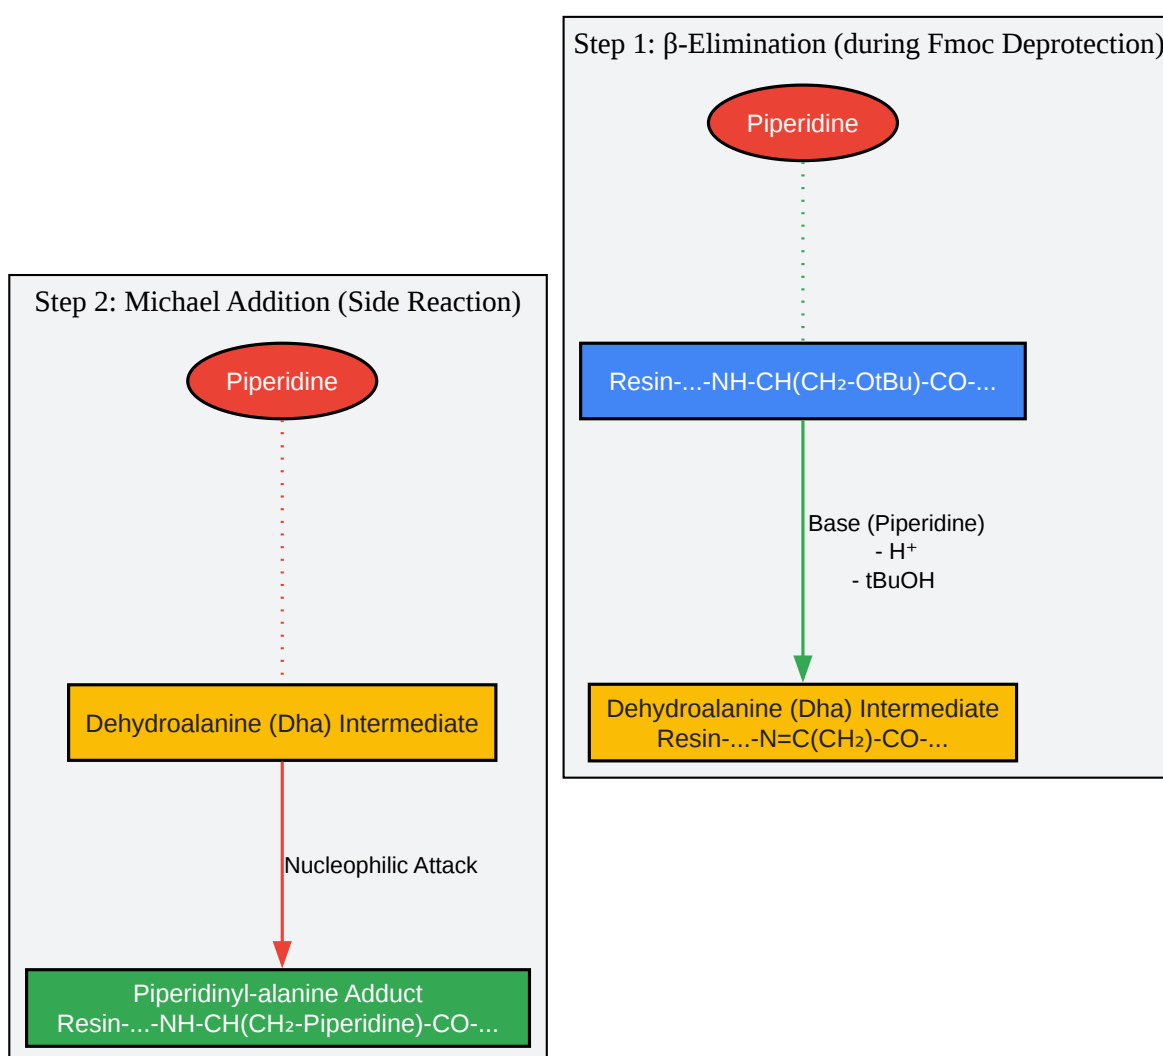 Step 1: β-Elimination (during Fmoc Deprotection)
Piperidine
Resin-...-NH-CH(CH₂-OtBu)-CO-...
Base (Piperidine)
- H⁺
- tBuOH
Dehydroalanine (Dha) Intermediate
Resin-...-N=C(CH₂)-CO-...
Step 2: Michael Addition (Side Reaction)
Piperidine
Dehydroalanine (Dha) Intermediate
Nucleophilic Attack
Piperidinyl-alanine Adduct
Resin-...-NH-CH(CH₂-Piperidine)-CO-...